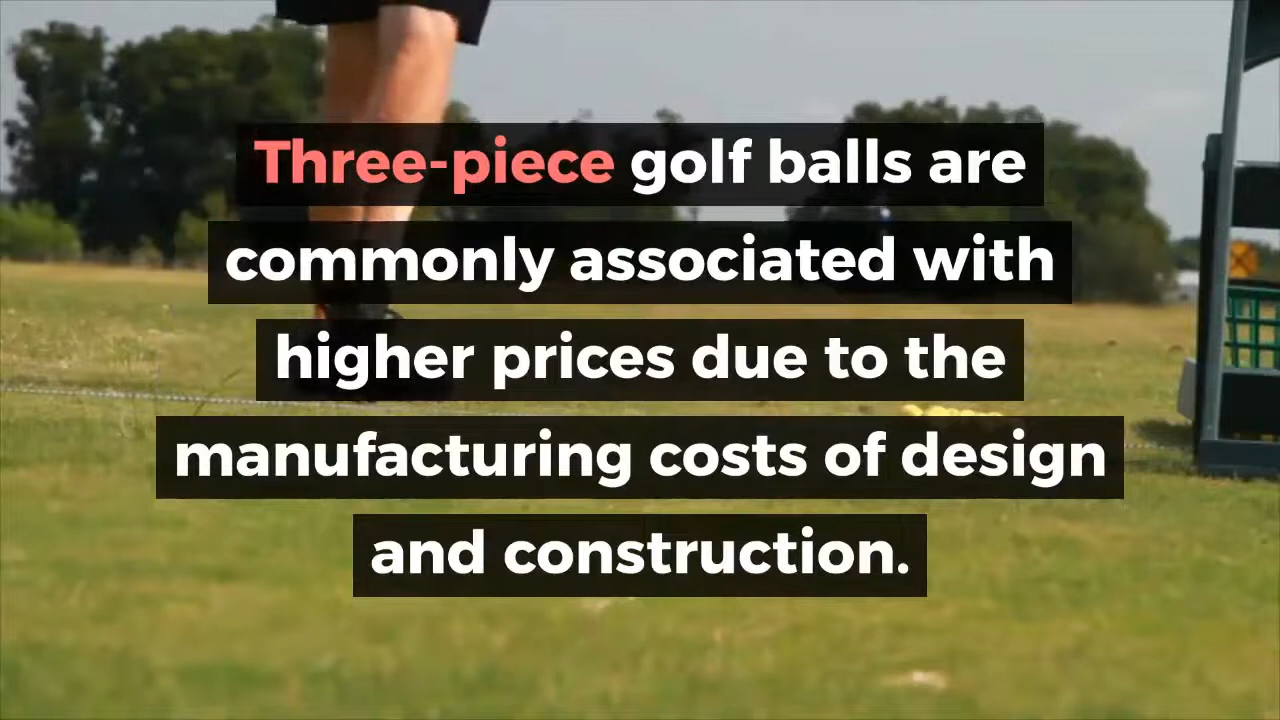 Three-piece golf balls are
commonly associated with
higher prices due to the
manufacturing costs of design
and construction.